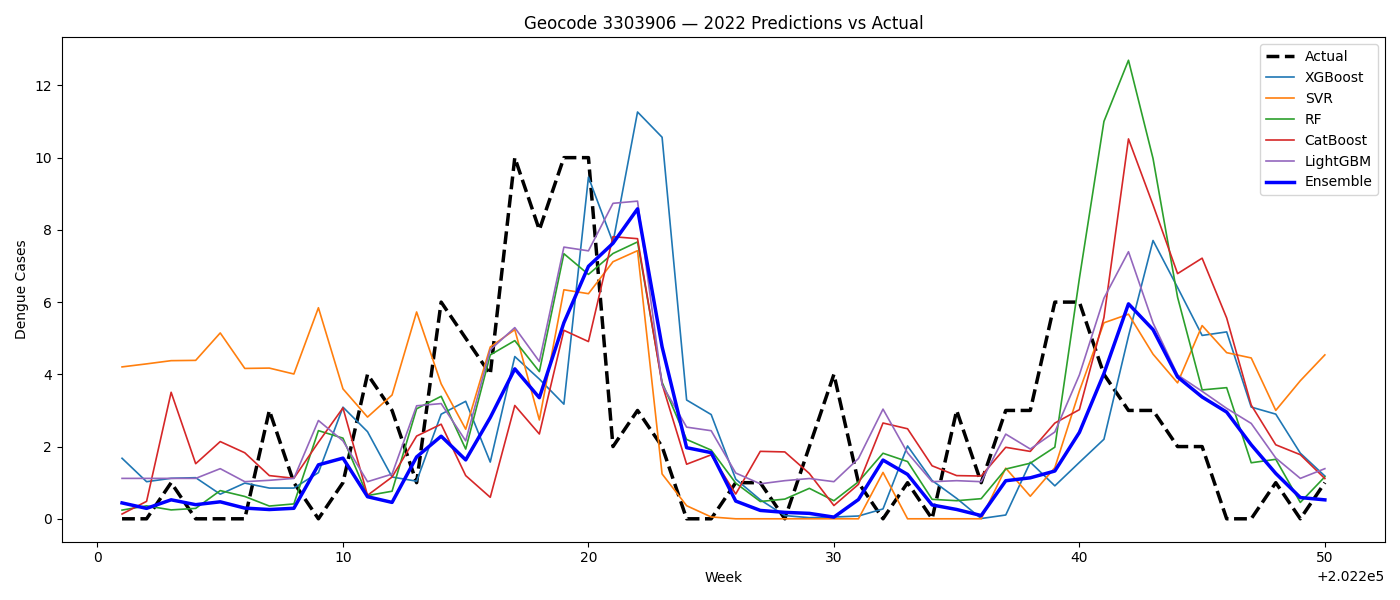 Geocode 3303906 — 2022 Predictions vs Actual
Dengue Cases
12
10
8
6
4
2
0
Actual
XGBoost
SVR
RF
CatBoost
LightGBM
Ensemble
0 10 20 30 40 50
Week
+2.022e5